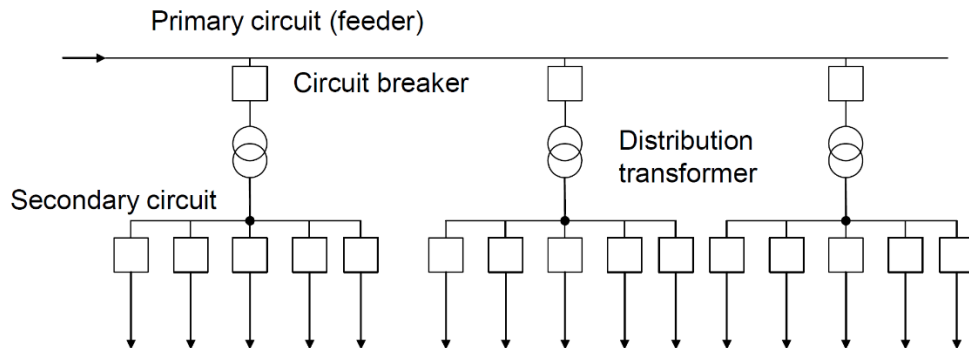 Primary circuit (feeder)
Circuit breaker
Distribution
transformer
Secondary circuit